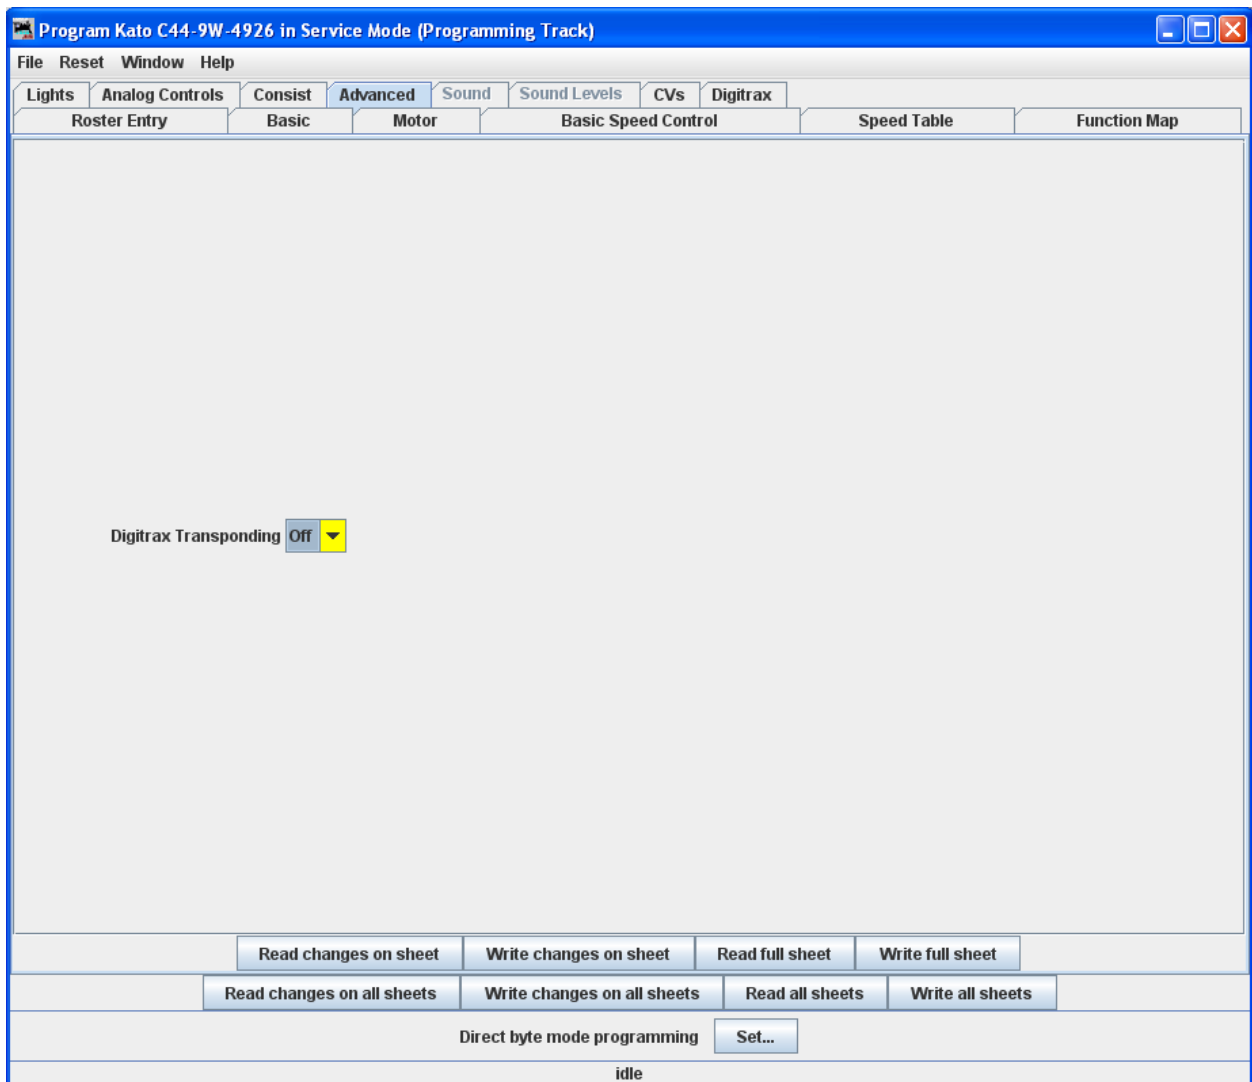 Program Kato C44-9W-4926 in Service Mode (Programming Track)
File Reset Window Help
Lights Analog Controls Consist Advanced Sound Sound Levels CVs Digitrax
Roster Entry Basic Motor Basic Speed Control Speed Table Function Map
Digitrax Transponding Off
Read changes on sheet Write changes on sheet Read full sheet Write full sheet
Read changes on all sheets Write changes on all sheets Read all sheets Write all sheets
Direct byte mode programming Set...
idle